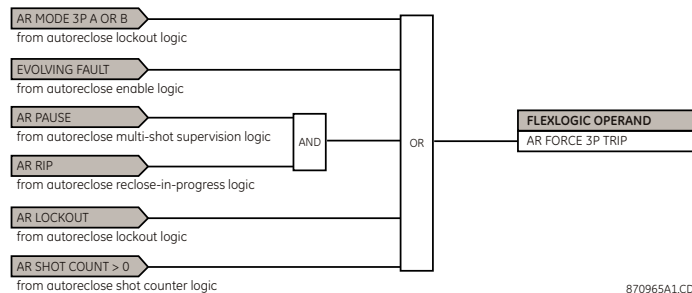 AR MODE 3P A OR B
from autoreclose lockout logic
EVOLVING FAULT
from autoreclose enable logic
AR PAUSE
from autoreclose multi-shot supervision logic
AR RIP
from autoreclose reclose-in-progress logic
AR LOCKOUT
from autoreclose lockout logic
AR SHOT COUNT > 0
from autoreclose shot counter logic
AND
OR
FLEXLOGIC OPERAND
AR FORCE 3P TRIP
870965A1.CD